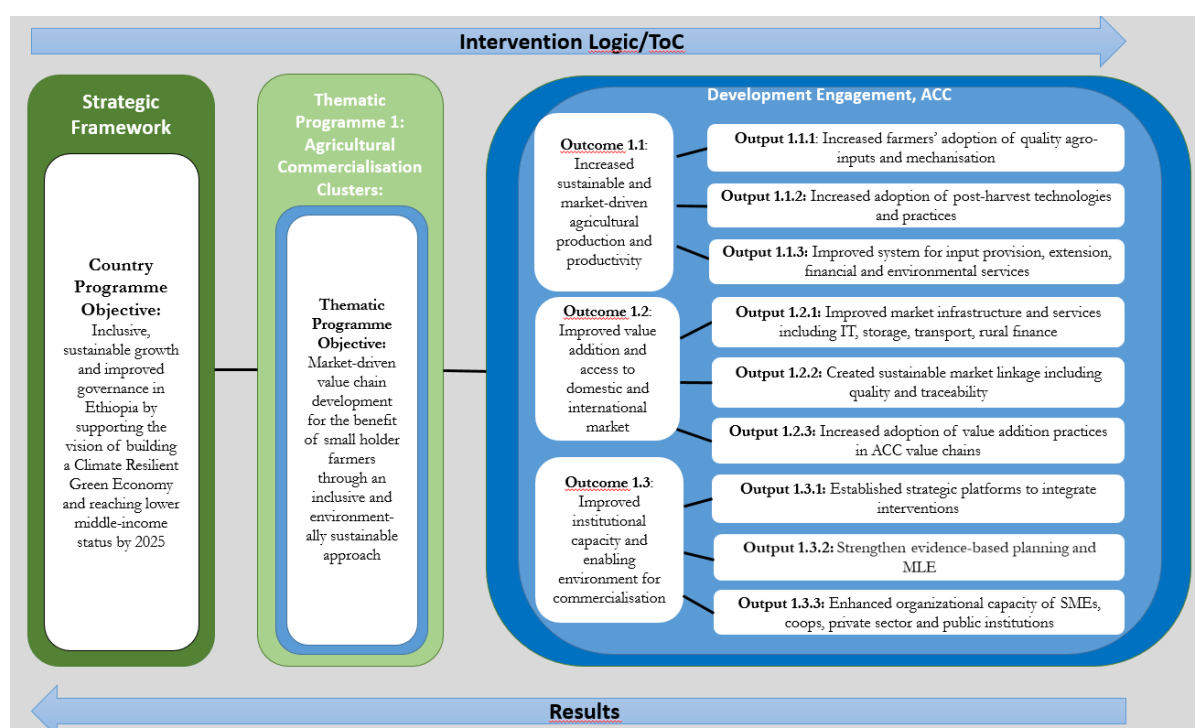 Intervention Logic/ToC
Strategic
Framework
Country
Programme
Objective:
Inclusive,
sustainable growth
and improved
governance in
Ethiopia by
supporting the
vision of building
a Climate Resilient
Green Economy
and reaching lower
middle-income
status by 2025
Thematic
Programme 1:
Agricultural
Commercialisation
Clusters:
Thematic
Programme
Objective:
Market-driven
value chain
development
for the benefit
of small holder
farmers
through an
inclusive and
environment-
ally sustainable
approach
Development Engagement, ACC
Outcome 1.1:
Increased
sustainable and
market-driven
agricultural
production and
productivity
Output 1.1.1: Increased farmers’ adoption of quality agro-
inputs and mechanisation
Output 1.1.2: Increased adoption of post-harvest technologies
and practices
Output 1.1.3: Improved system for input provision, extension,
financial and environmental services
Outcome 1.2:
Improved value
addition and
access to
domestic and
international
market
Output 1.2.1: Improved market infrastructure and services
including IT, storage, transport, rural finance
Output 1.2.2: Created sustainable market linkage including
quality and traceability
Output 1.2.3: Increased adoption of value addition practices
in ACC value chains
Outcome 1.3:
Improved
institutional
capacity and
enabling
environment for
commercialisation
Output 1.3.1: Established strategic platforms to integrate
interventions
Output 1.3.2: Strengthen evidence-based planning and
MLE
Output 1.3.3: Enhanced organizational capacity of SMEs,
coops, private sector and public institutions
Results